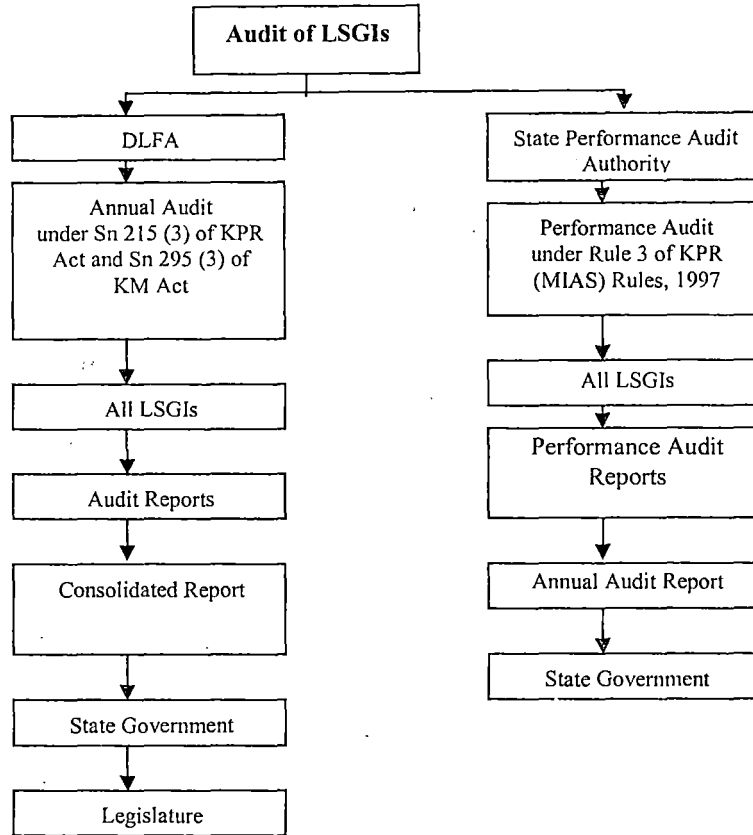 Audit of LSGIs
DLFA
Annual Audit
under Sn 215 (3) of KPR
Act and Sn 295 (3) of
KM Act
All LSGIs
Audit Reports
Consolidated Report
State Government
Legislature
State Performance Audit
Authority
Performance Audit
under Rule 3 of KPR
(MIAS) Rules, 1997
All LSGIs
Performance Audit
Reports
Annual Audit Report
State Government